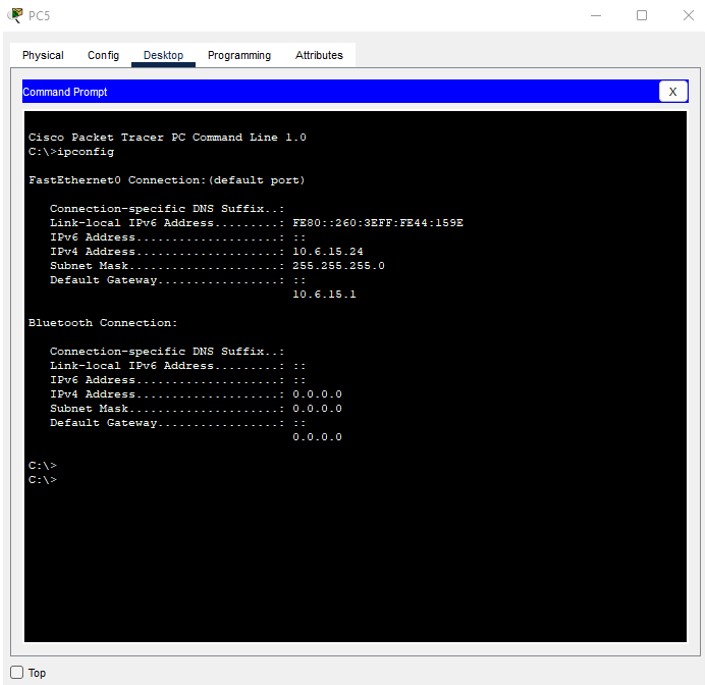 PC5
Physical Config Desktop Programming Attributes
Command Prompt X
Cisco Packet Tracer PC Command Line 1.0
C:\>ipconfig
FastEthernet0 Connection:(default port)
Connection-specific DNS Suffix..:
Link-local IPv6 Address.........: FE80::260:3EFF:FE44:159E
IPv6 Address....................: ::
IPv4 Address....................: 10.6.15.24
Subnet Mask.....................: 255.255.255.0
Default Gateway.................: ::
10.6.15.1
Bluetooth Connection:
Connection-specific DNS Suffix..:
Link-local IPv6 Address.........: ::
IPv6 Address....................: ::
IPv4 Address....................: 0.0.0.0
Subnet Mask.....................: 0.0.0.0
Default Gateway.................: ::
0.0.0.0
C:\>
C:\>
Top